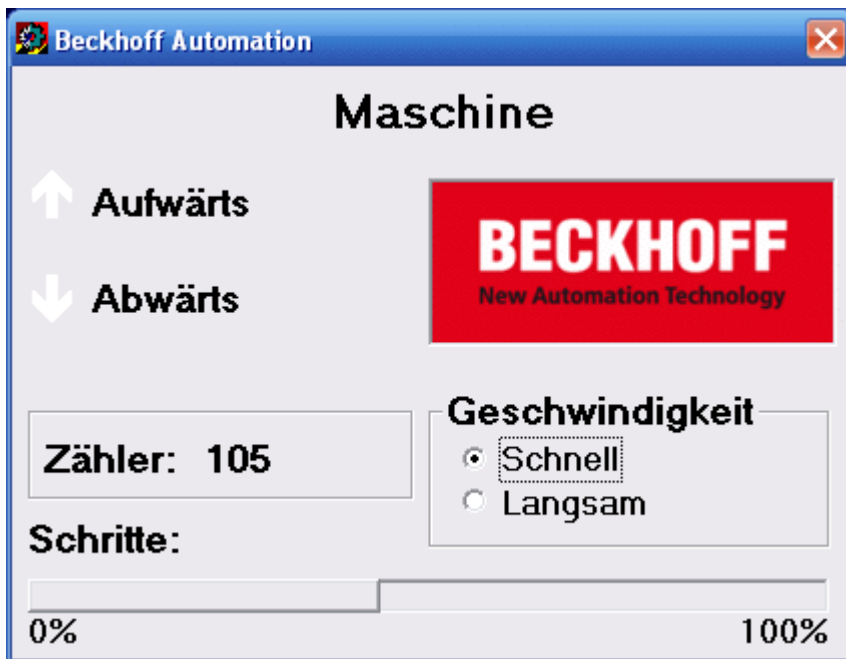 Beckhoff Automation
Maschine
Aufwärts
Abwärts
BECKHOFF
New Automation Technology
Zähler: 105
Geschwindigkeit
Schnell
Langsam
Schritte:
0% 100%